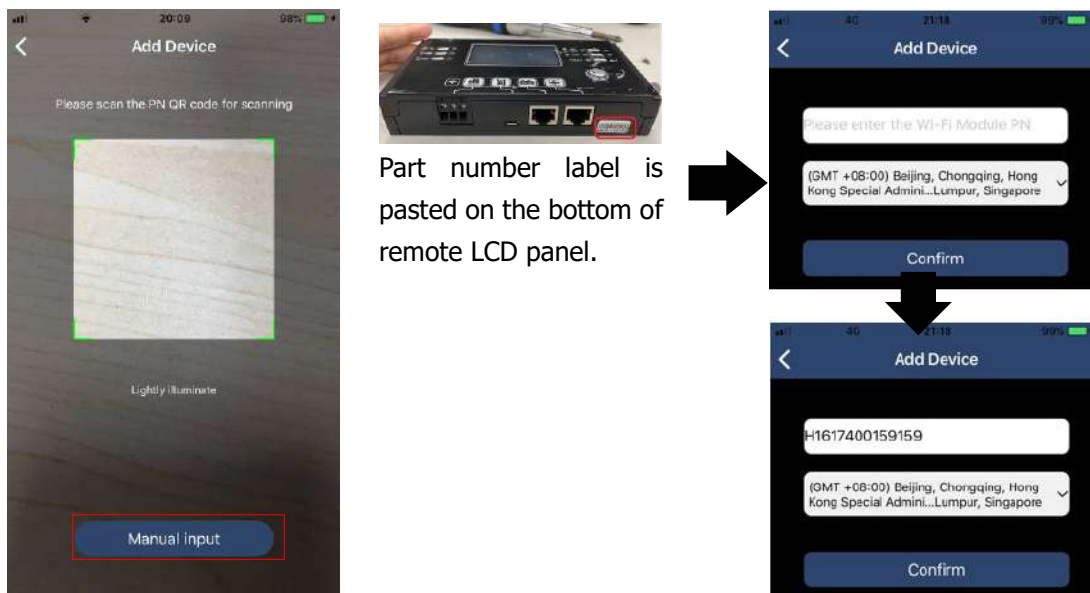 20:09
98%
Add Device
Please scan the PN QR code for scanning
Lightly illuminate
Manual input
Part number label is
pasted on the bottom of
remote LCD panel.
4G
21:18
99%
Add Device
Please enter the Wi-Fi Module PN
(GMT +08:00) Beijing, Chongqing, Hong
Kong Special Admini...Lumpur, Singapore
Confirm
4G
21:18
99%
Add Device
H1617400159159
(GMT +08:00) Beijing, Chongqing, Hong
Kong Special Admini...Lumpur, Singapore
Confirm